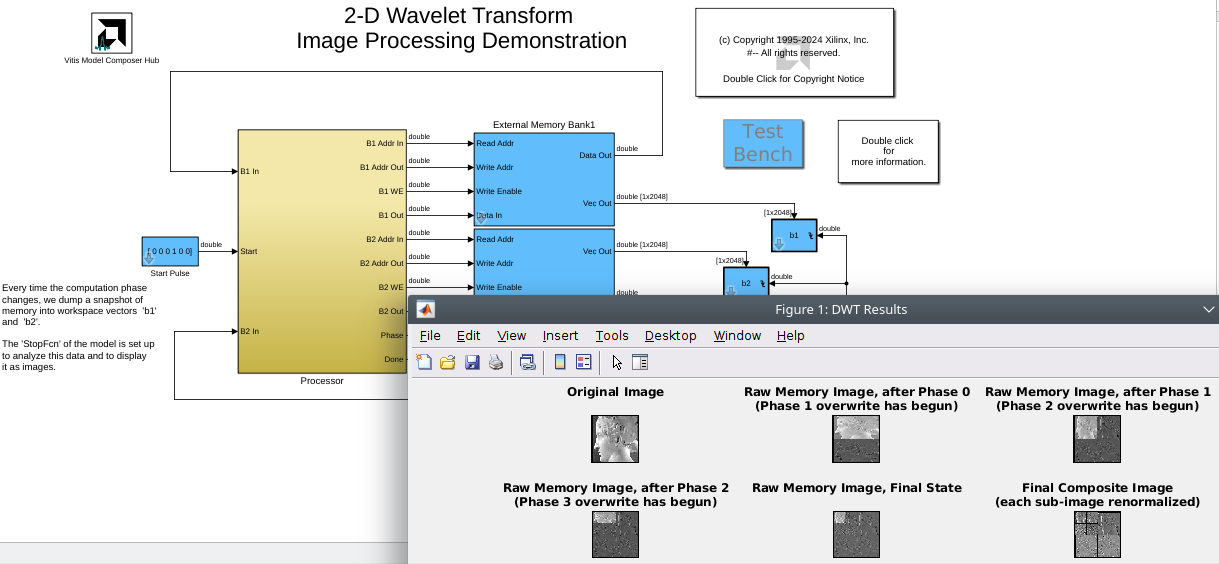 2-D Wavelet Transform
Image Processing Demonstration
Vitis Model Composer Hub
(c) Copyright 1995-2024 Xilinx, Inc.
#-- All rights reserved.
Double Click for Copyright Notice
Test
Bench
Double click
for
more information.
External Memory Bank1
B1 In
Start
B2 In
B1 Addr In
B1 Addr Out
B1 WE
B1 Out
B2 Addr In
B2 Addr Out
B2 WE
B2 Out
Phase
Done
Processor
double
double
double
double
double
double
double
Read Addr
Write Addr
Write Enable
Data In
Data Out
Vec Out
double
double [1x2048]
[1x2048]
b1
double
Read Addr
Write Addr
Write Enable
Vec Out
double [1x2048]
[1x2048]
b2
double
double
[ 0 0 0 1 0 0]
double
Start Pulse
Every time the computation phase
changes, we dump a snapshot of
memory into workspace vectors 'b1'
and 'b2'.
The 'StopFcn' of the model is set up
to analyze this data and to display
it as images.
Figure 1: DWT Results
File Edit View Insert Tools Desktop Window Help
Original Image
Raw Memory Image, after Phase 0
(Phase 1 overwrite has begun)
Raw Memory Image, after Phase 1
(Phase 2 overwrite has begun)
Raw Memory Image, after Phase 2
(Phase 3 overwrite has begun)
Raw Memory Image, Final State
Final Composite Image
(each sub-image renormalized)